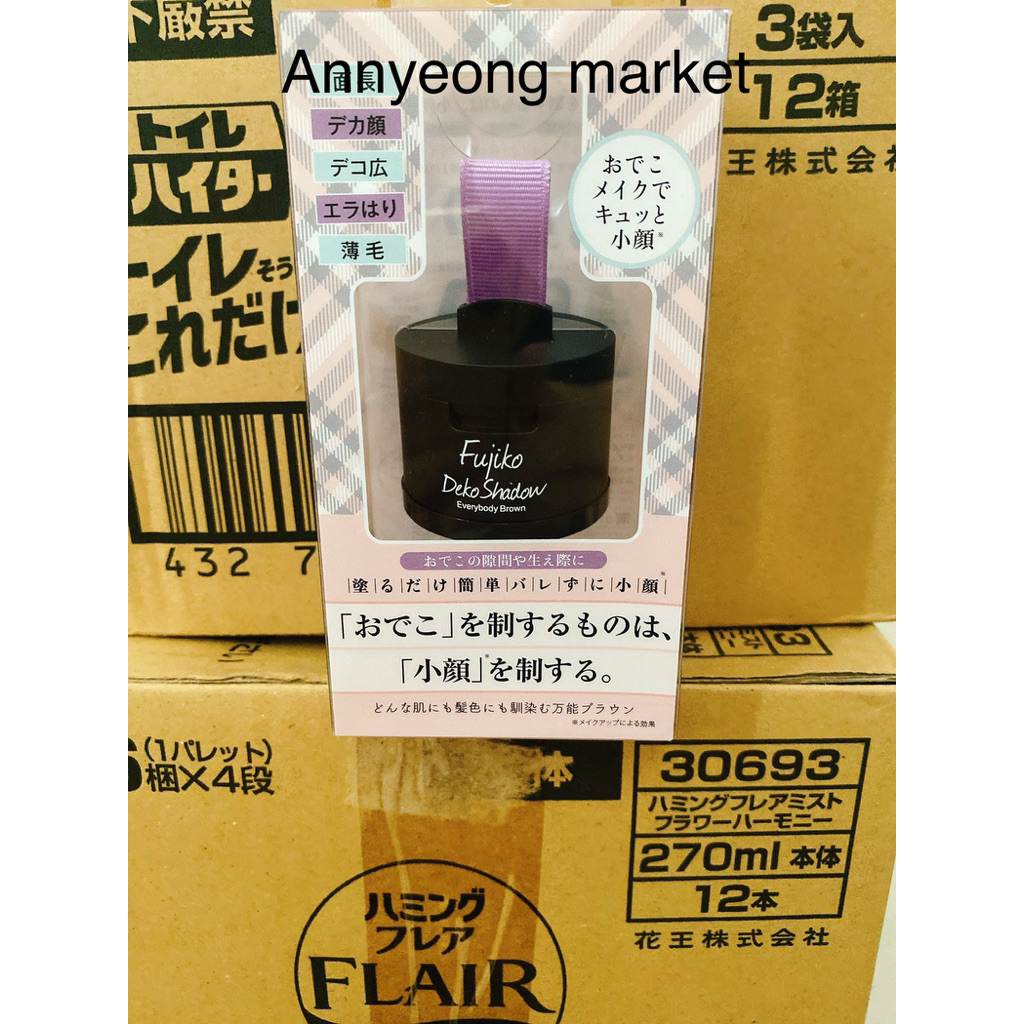 下厳禁
トイレ
ハイター
トイレそう
これだけ
432 7
3袋入
12箱
王株式会社
Annyeong market
面長
デカ顔
デコ広
エラはり
薄毛
おでこ
メイクで
キュッと
小顔※
Fujiko
Deko Shadow
Everybody Brown
おでこの隙間や生え際に
塗るだけ簡単バレずに小顔※
「おでこ」を制するものは、
「小顔」※を制する。
どんな肌にも髪色にも馴染む万能ブラウン
※メイクアップによる効果
(1パレット)
梱×4段
本
30693
ハミングフレアミスト
フラワーハーモニー
270ml 本体
12本
花王株式会社
ハミング
フレア
FLAIR